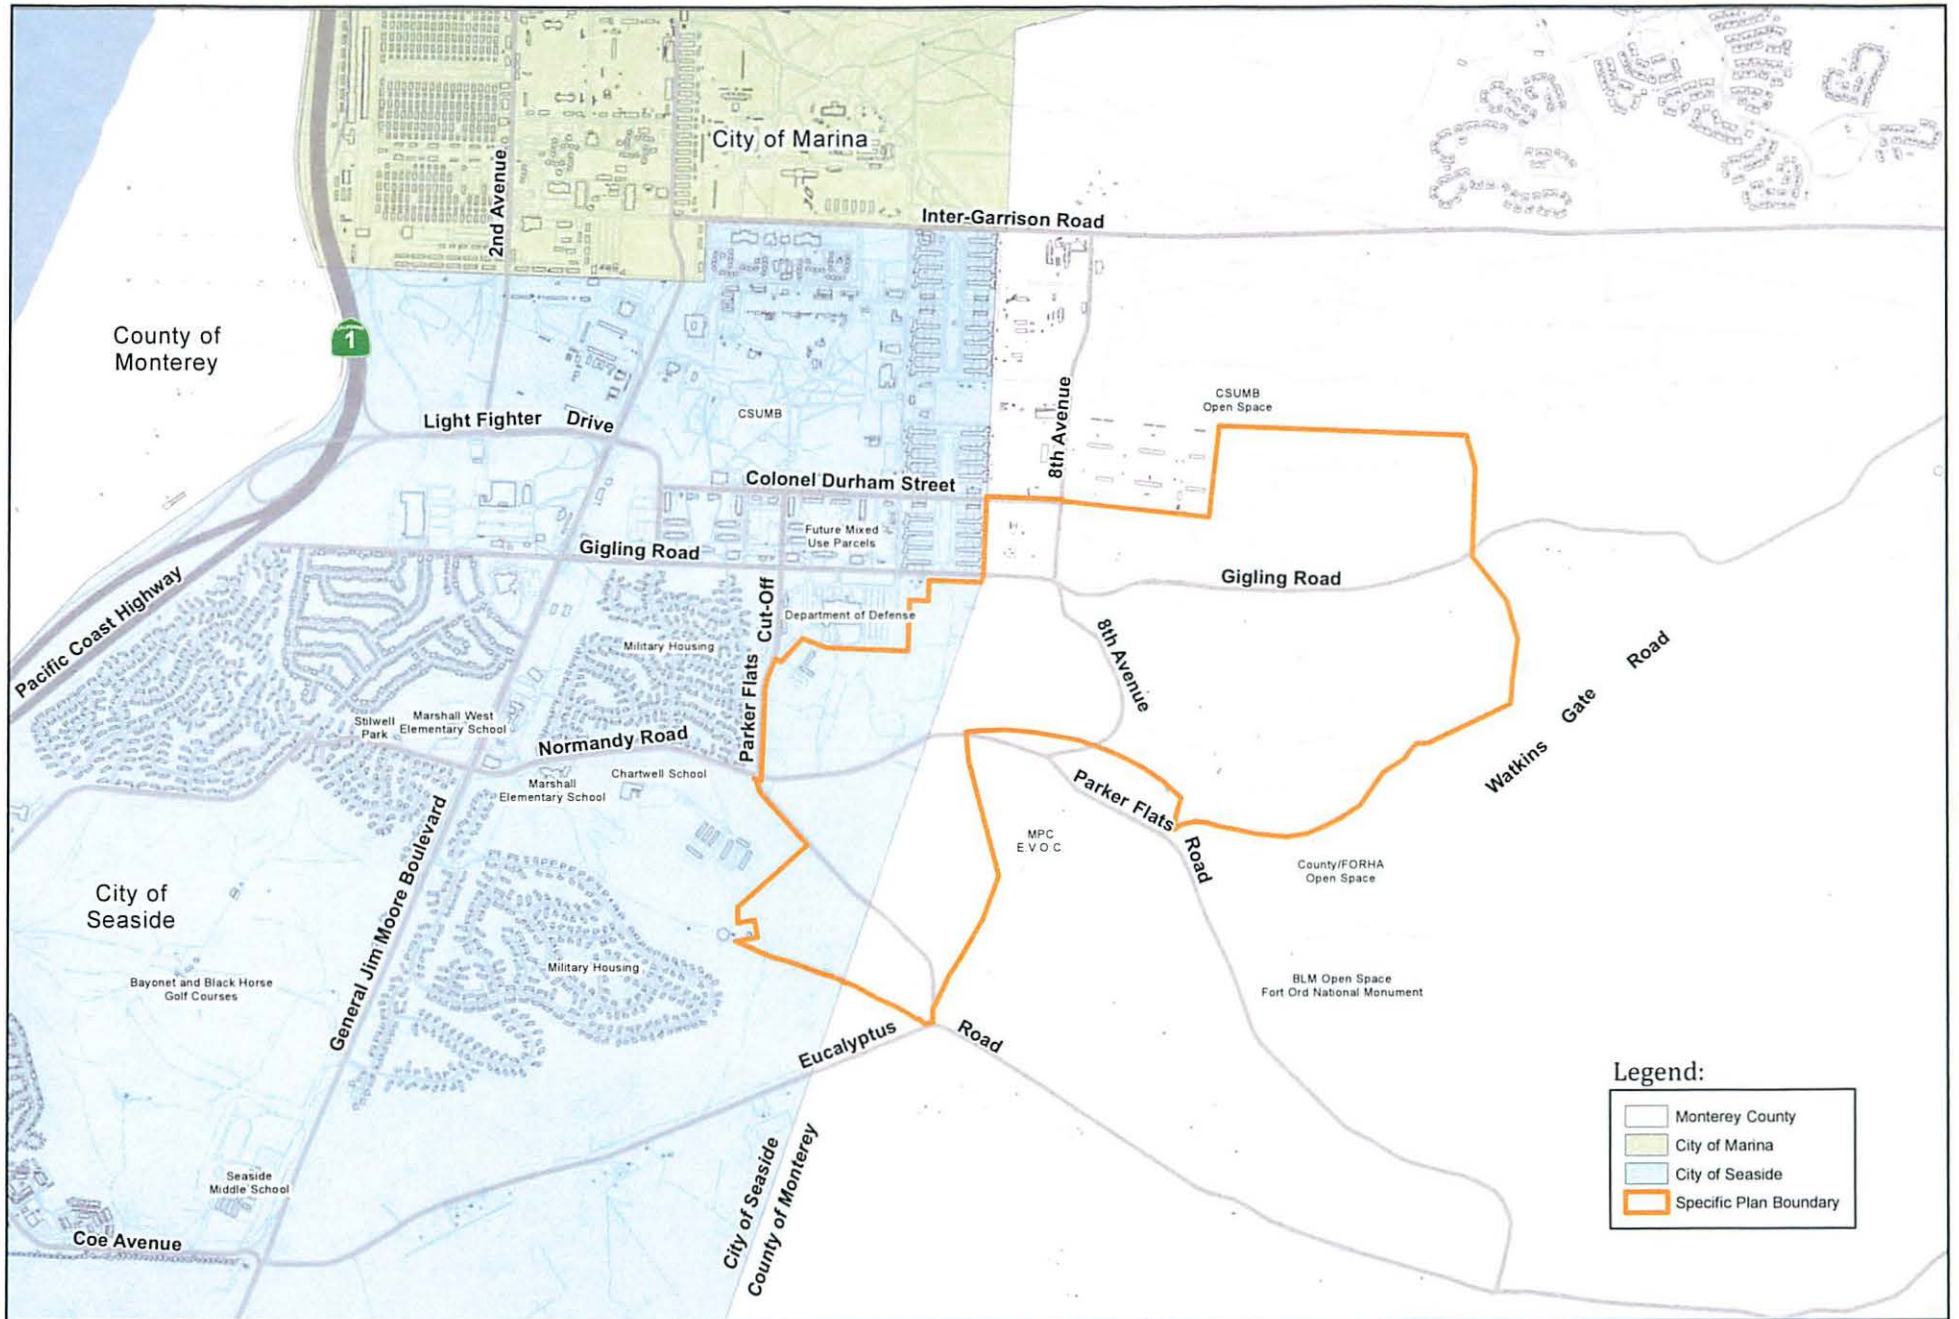 City of Marina
2nd Avenue
Inter-Garrison Road
County of
Monterey
CALIFORNIA
1
8th Avenue
CSUMB
Open Space
Light Fighter Drive
CSUMB
Colonel Durham Street
Future Mixed
Use Parcels
Gigling Road
Gigling Road
Pacific Coast Highway
Parker Flats Cut-Off
Department of Defense
8th Avenue
Military Housing
Watkins Gate Road
Stilwell
Park
Marshall West
Elementary School
Normandy Road
Chartwell School
Marshall
Elementary School
Parker Flats Road
MPC
E.V.O.C
County/FORHA
Open Space
City of
Seaside
General Jim Moore Boulevard
Military Housing
Bayonet and Black Horse
Golf Courses
BLM Open Space
Fort Ord National Monument
Eucalyptus Road
Legend:
Monterey County
City of Marina
City of Seaside
Specific Plan Boundary
Seaside
Middle School
City of Seaside
County of Monterey
Coe Avenue